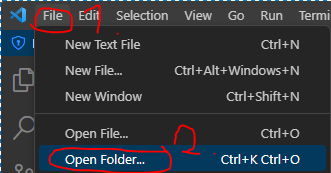 File Edit Selection View Go Run Termi
1
New Text File Ctrl+N
New File... Ctrl+Alt+Windows+N
New Window Ctrl+Shift+N
Open File... Ctrl+O
2
Open Folder... Ctrl+K Ctrl+O